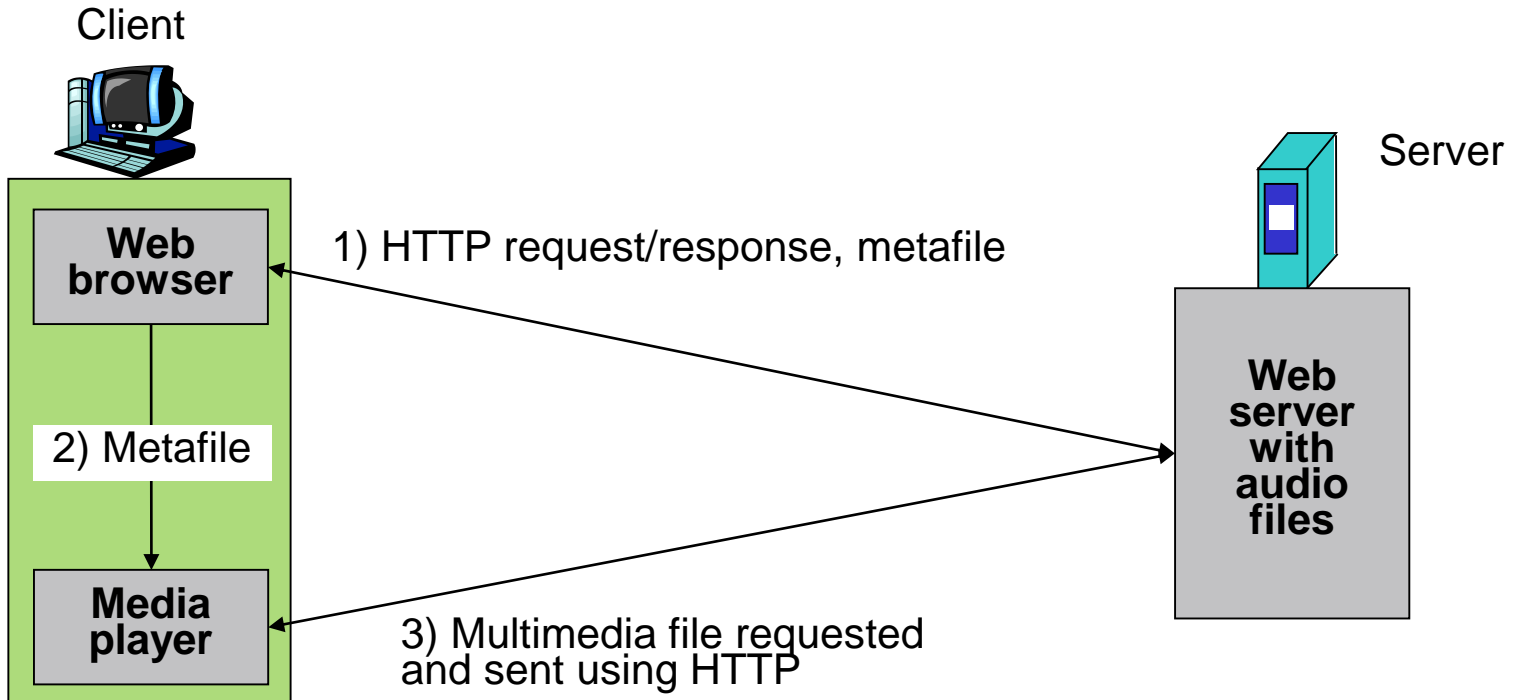 Client
Server
Web
browser
1) HTTP request/response, metafile
2) Metafile
Web
server
with
audio
files
Media
player
3) Multimedia file requested
and sent using HTTP